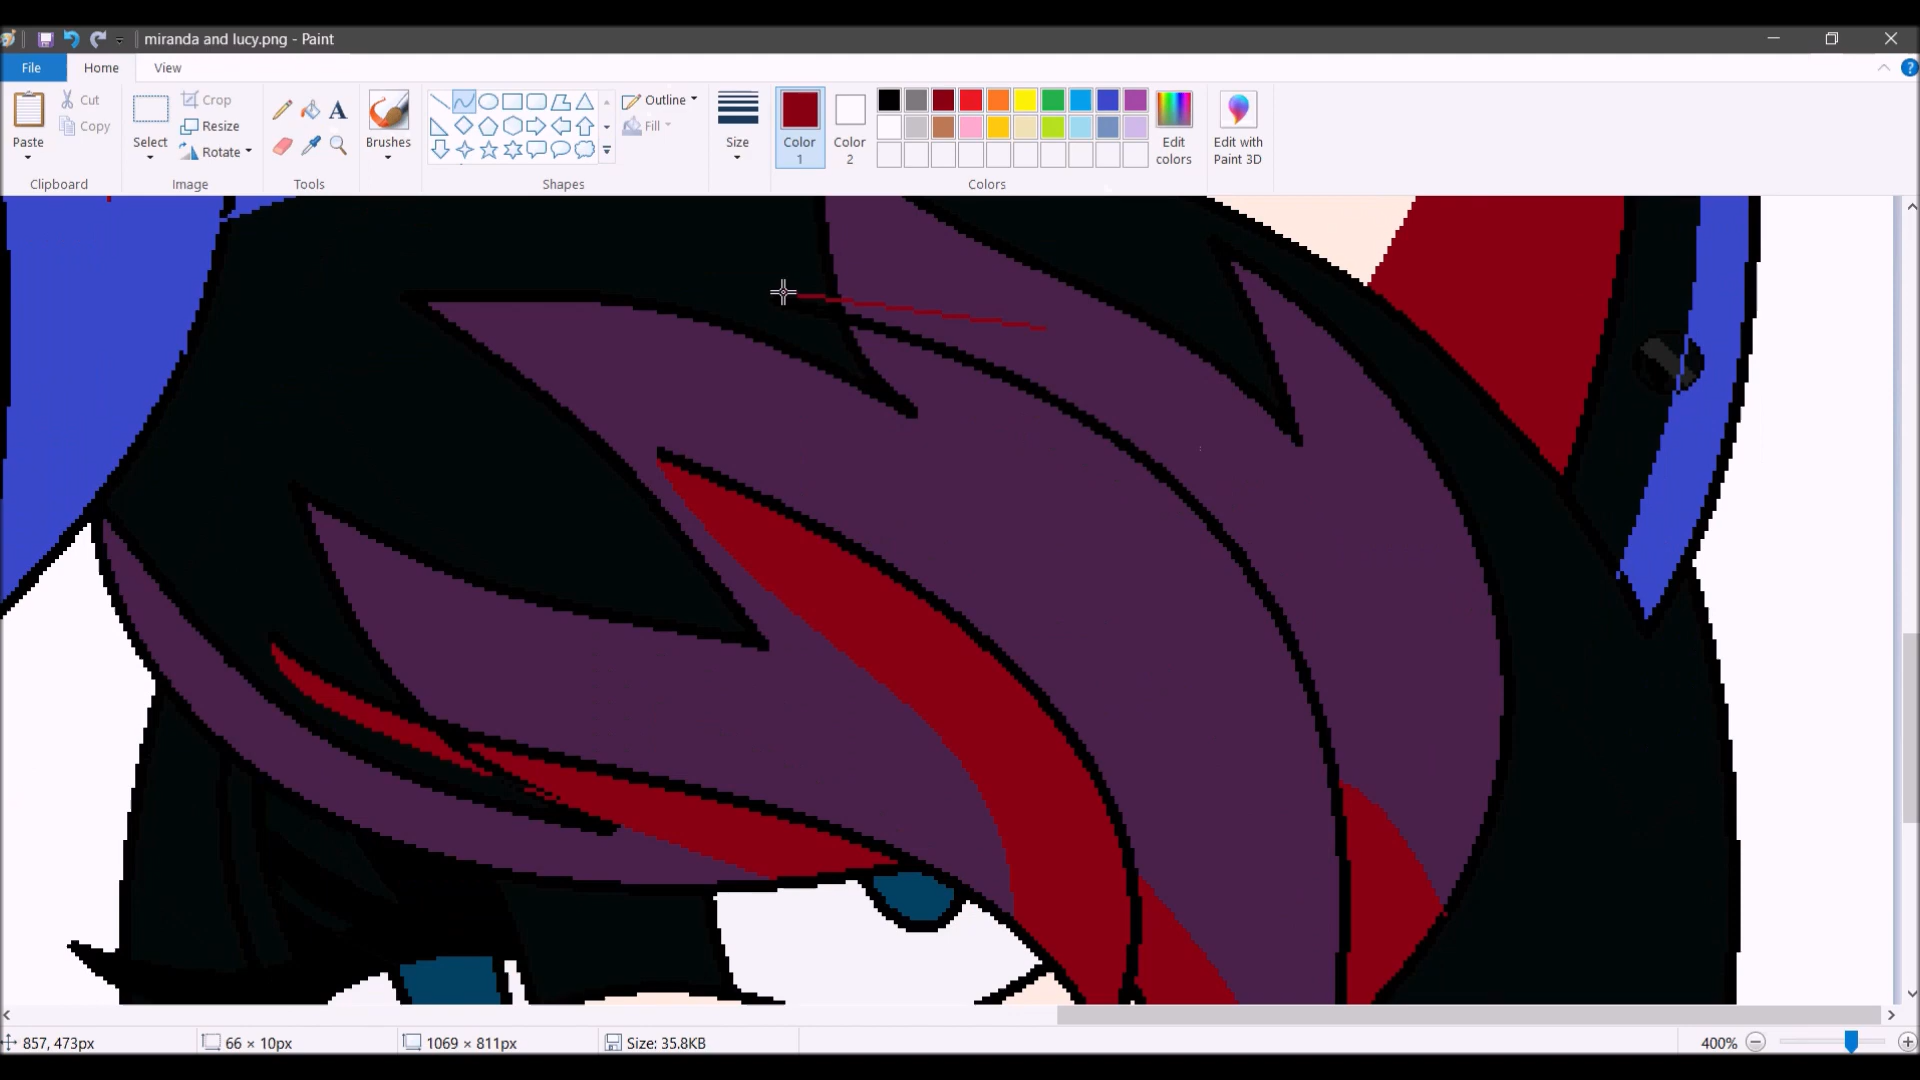 miranda and lucy.png - Paint
File Home View
Paste
Cut
Copy
Clipboard
Select
Crop
Resize
Rotate
Image
A
Tools
Brushes
Shapes
Outline
Fill
Size
Color 1
Color 2
Edit colors
Colors
Edit with Paint 3D
?
857, 473px
66 × 10px
1069 × 811px
Size: 35.8KB
400%